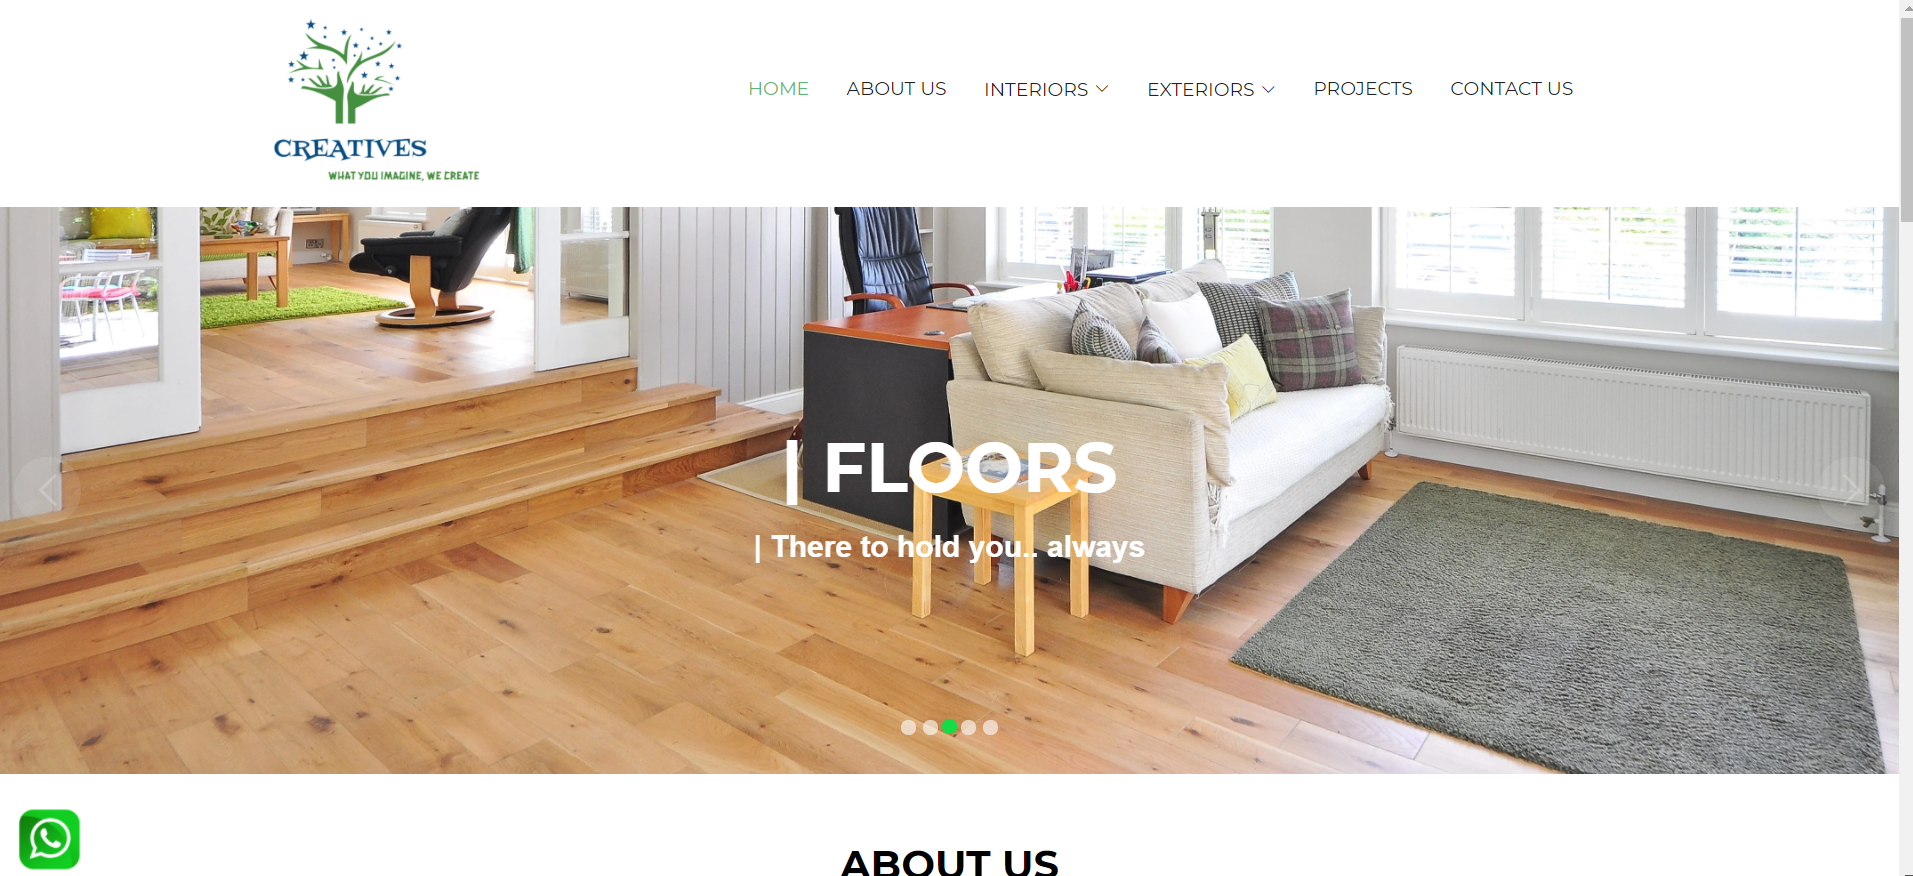 CREATIVES
WHAT YOU IMAGINE, WE CREATE
HOME ABOUT US INTERIORS EXTERIORS PROJECTS CONTACT US
| FLOORS
| There to hold you.. always
ABOUT US